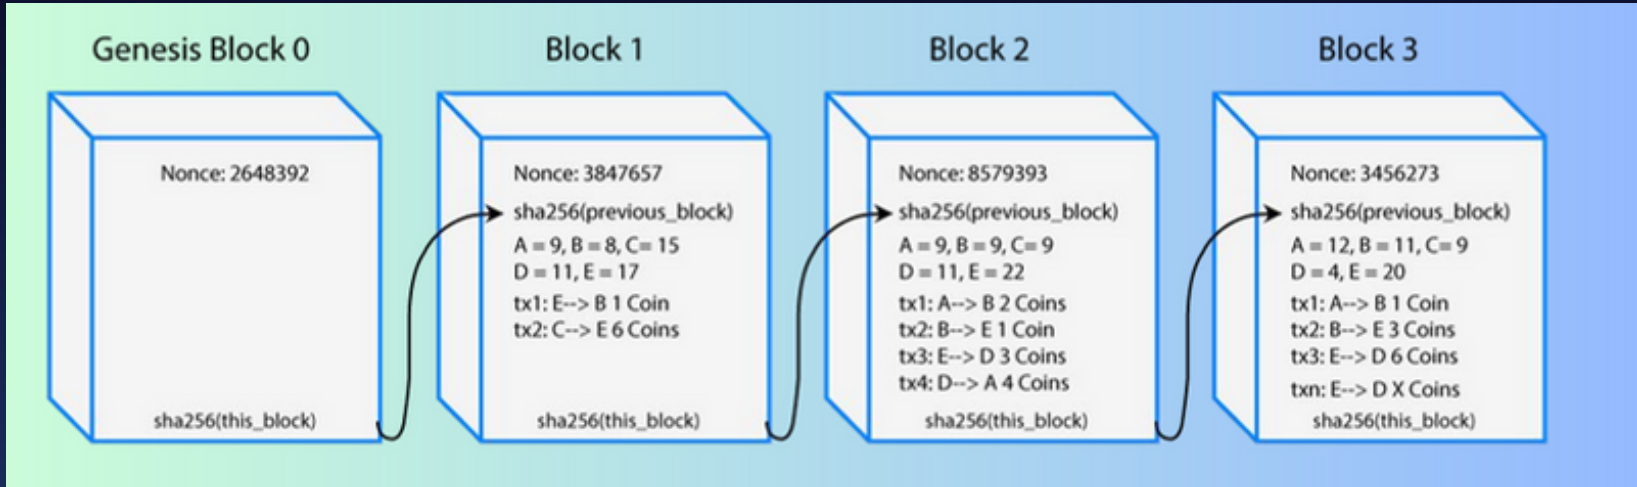 Genesis Block 0
Nonce: 2648392
sha256(this_block)
Block 1
Nonce: 3847657
sha256(previous_block)
A = 9, B = 8, C= 15
D = 11, E = 17
tx1: E--> B 1 Coin
tx2: C--> E 6 Coins
sha256(this_block)
Block 2
Nonce: 8579393
sha256(previous_block)
A = 9, B = 9, C= 9
D = 11, E = 22
tx1: A--> B 2 Coins
tx2: B--> E 1 Coin
tx3: E--> D 3 Coins
tx4: D--> A 4 Coins
sha256(this_block)
Block 3
Nonce: 3456273
sha256(previous_block)
A = 12, B = 11, C= 9
D = 4, E = 20
tx1: A--> B 1 Coin
tx2: B--> E 3 Coins
tx3: E--> D 6 Coins
txn: E--> D X Coins
sha256(this_block)